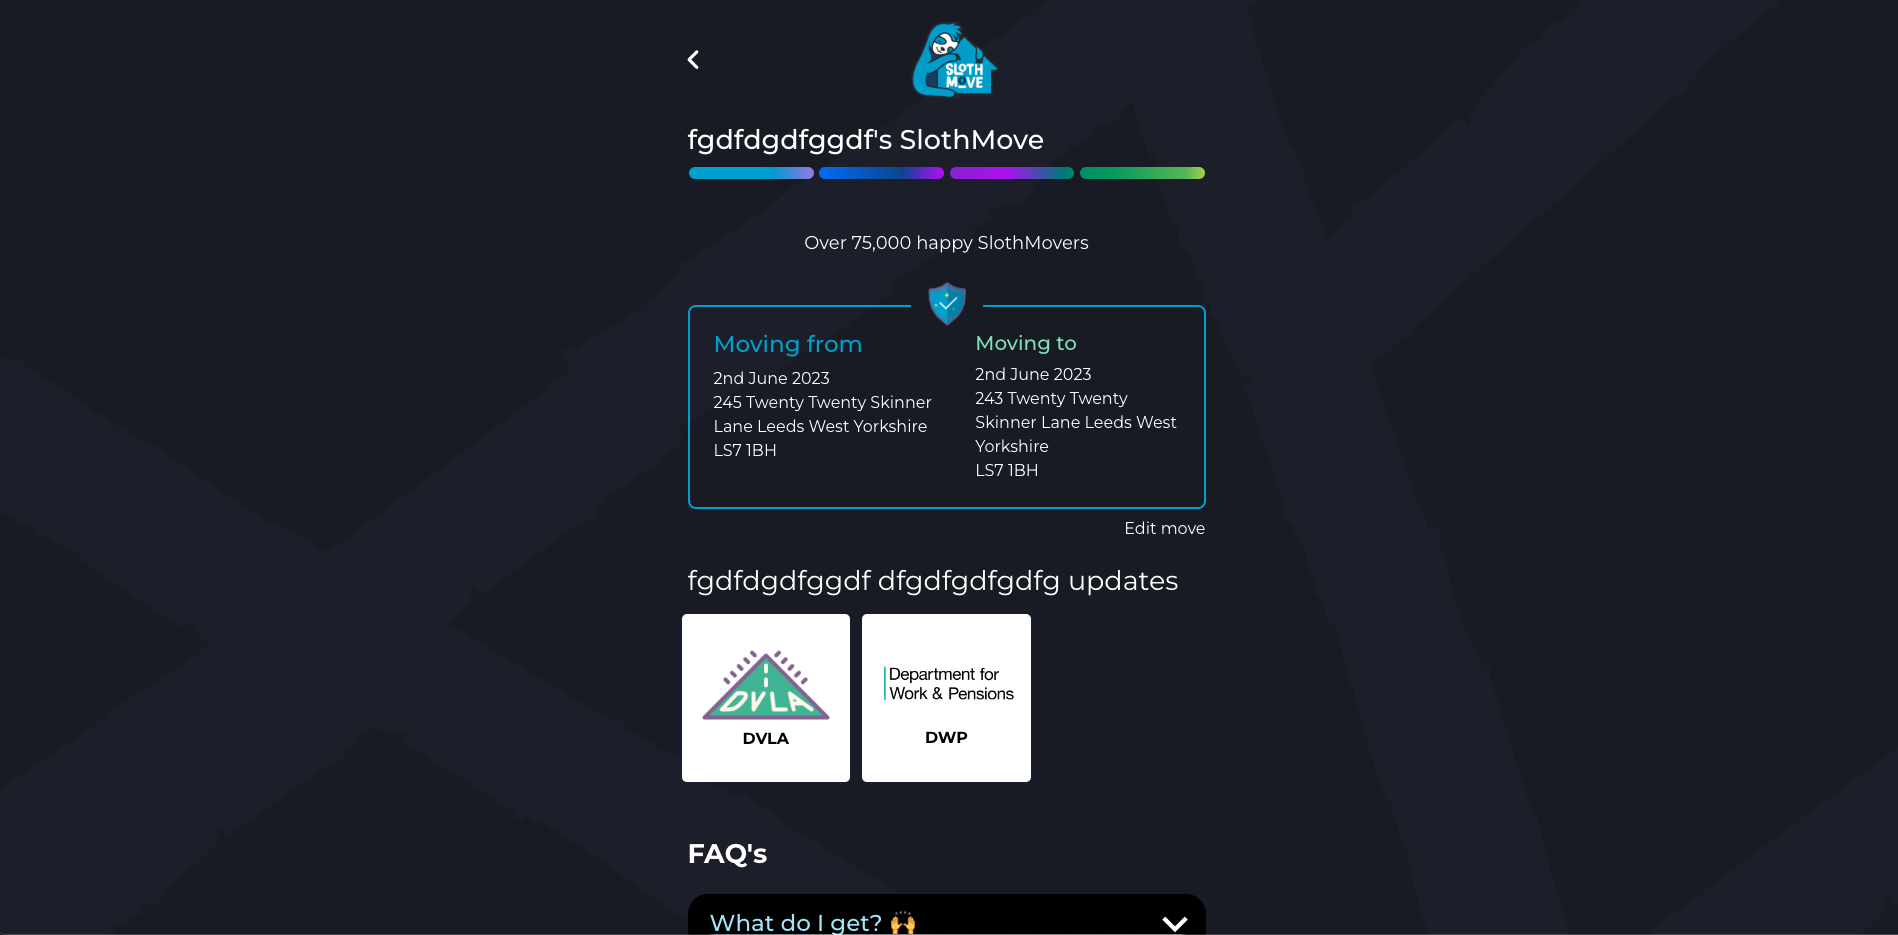 SLOTH
MOVE
fgdfdgdfggdf's SlothMove
Over 75,000 happy SlothMovers
Moving from
2nd June 2023
245 Twenty Twenty Skinner
Lane Leeds West Yorkshire
LS7 1BH
Moving to
2nd June 2023
243 Twenty Twenty
Skinner Lane Leeds West
Yorkshire
LS7 1BH
Edit move
fgdfdgdfggdf dfgdfgdfgdfg updates
DVLA
DVLA
Department for
Work & Pensions
DWP
FAQ's
What do I get? 🙌